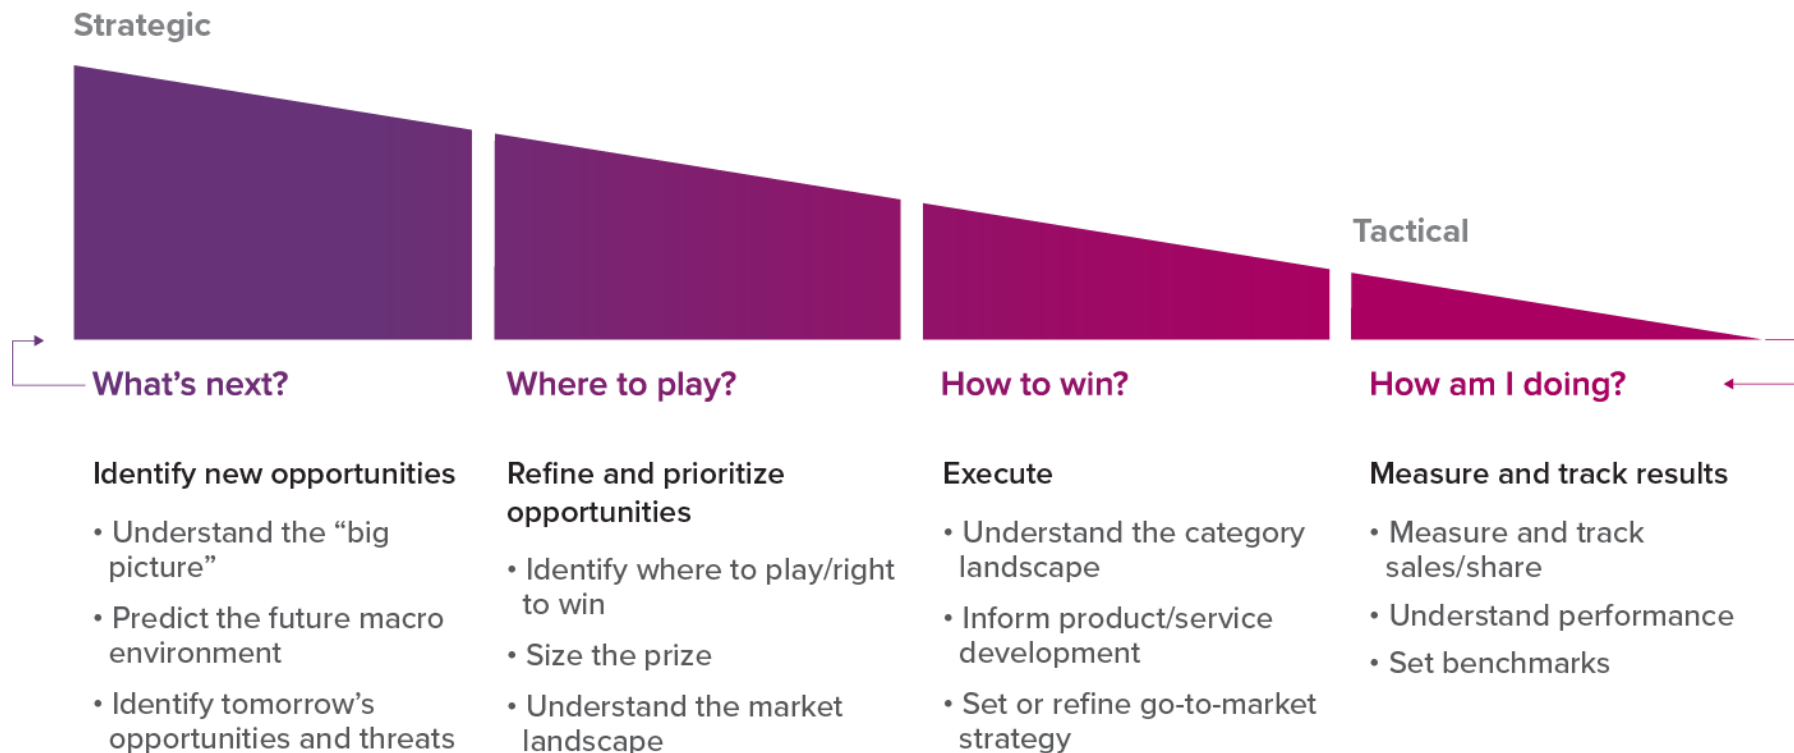 Strategic
Tactical
What’s next?
Identify new opportunities
• Understand the “big
picture”
• Predict the future macro
environment
• Identify tomorrow’s
opportunities and threats
Where to play?
Refine and prioritize
opportunities
• Identify where to play/right
to win
• Size the prize
• Understand the market
landscape
How to win?
Execute
• Understand the category
landscape
• Inform product/service
development
• Set or refine go-to-market
strategy
How am I doing?
Measure and track results
• Measure and track
sales/share
• Understand performance
• Set benchmarks